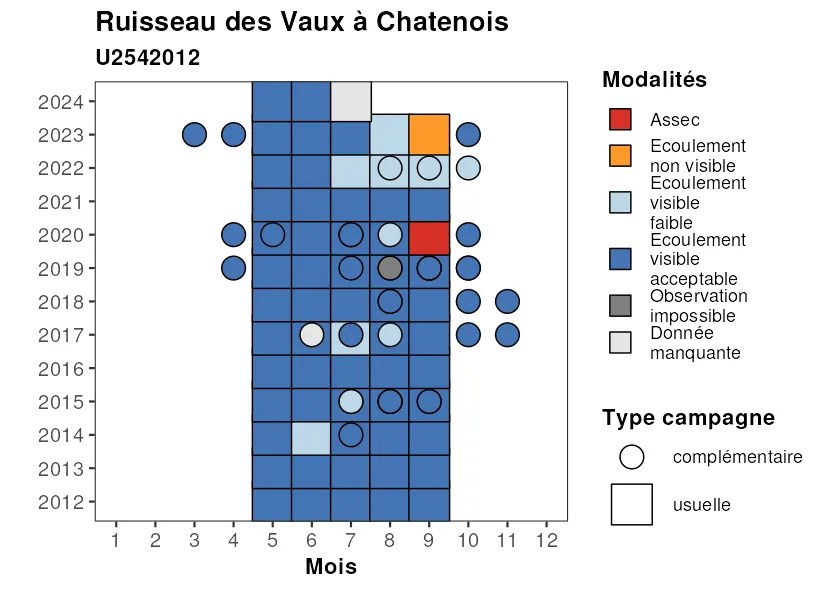 Ruisseau des Vaux à Chatenois
U2542012
2024
2023
2022
2021
2020
2019
2018
2017
2016
2015
2014
2013
2012
1 2 3 4 5 6 7 8 9 10 11 12
Mois
Modalités
Assec
Ecoulement
non visible
Ecoulement
visible
faible
Ecoulement
visible
acceptable
Observation
impossible
Donnée
manquante
Type campagne
complémentaire
usuelle